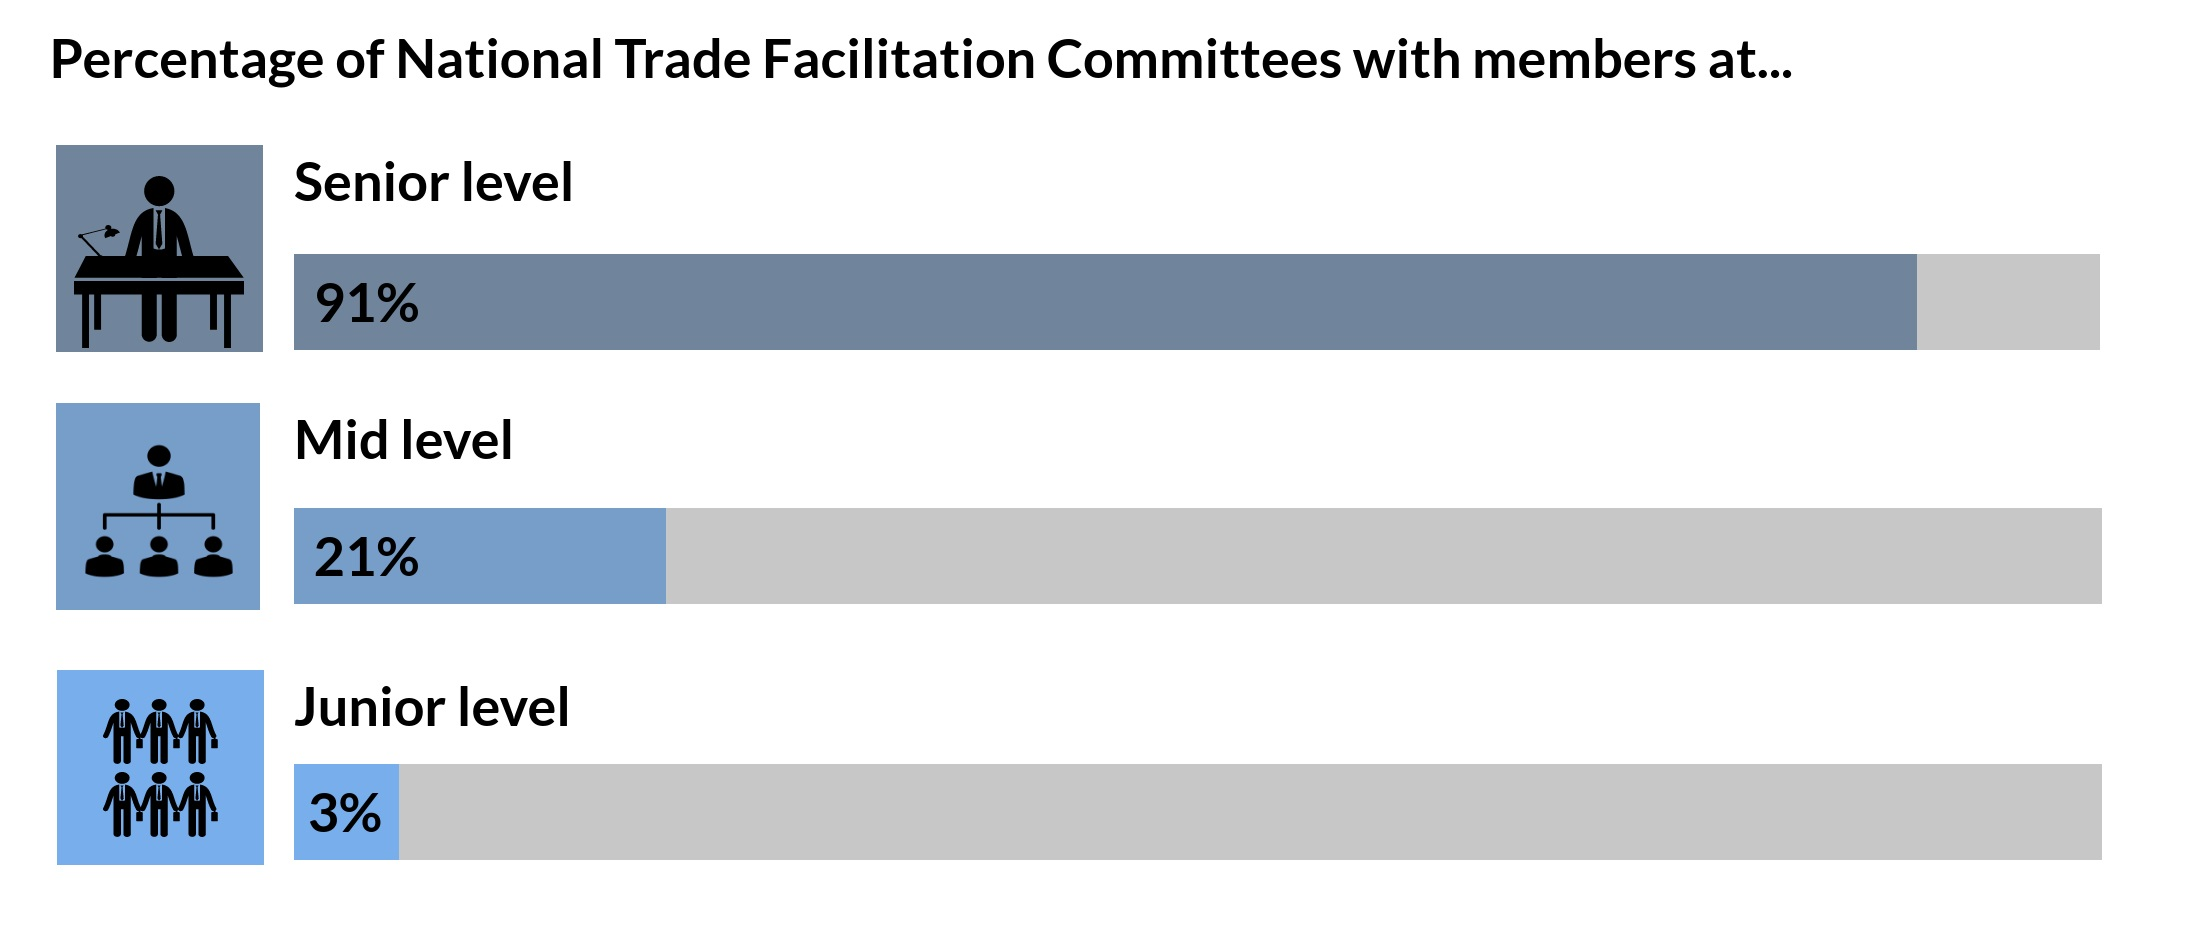 Percentage of National Trade Facilitation Committees with members at...
Senior level
91%
Mid level
21%
Junior level
3%